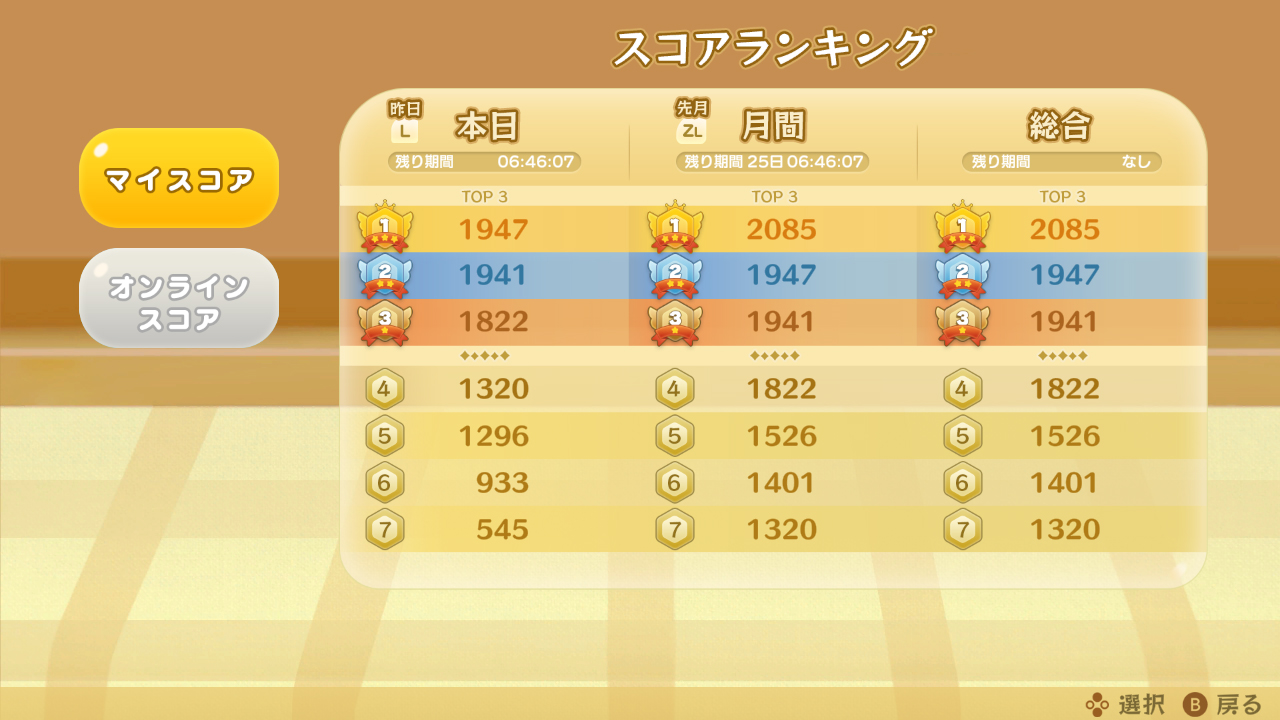 スコアランキング
マイスコア
オンライン
スコア
昨日
L
本日
残り期間 06:46:07
先月
ZL
月間
残り期間 25日 06:46:07
総合
残り期間 なし
TOP 3 TOP 3 TOP 3
1 1947 1 2085 1 2085
2 1941 2 1947 2 1947
3 1822 3 1941 3 1941
4 1320 4 1822 4 1822
5 1296 5 1526 5 1526
6 933 6 1401 6 1401
7 545 7 1320 7 1320
選択 B 戻る